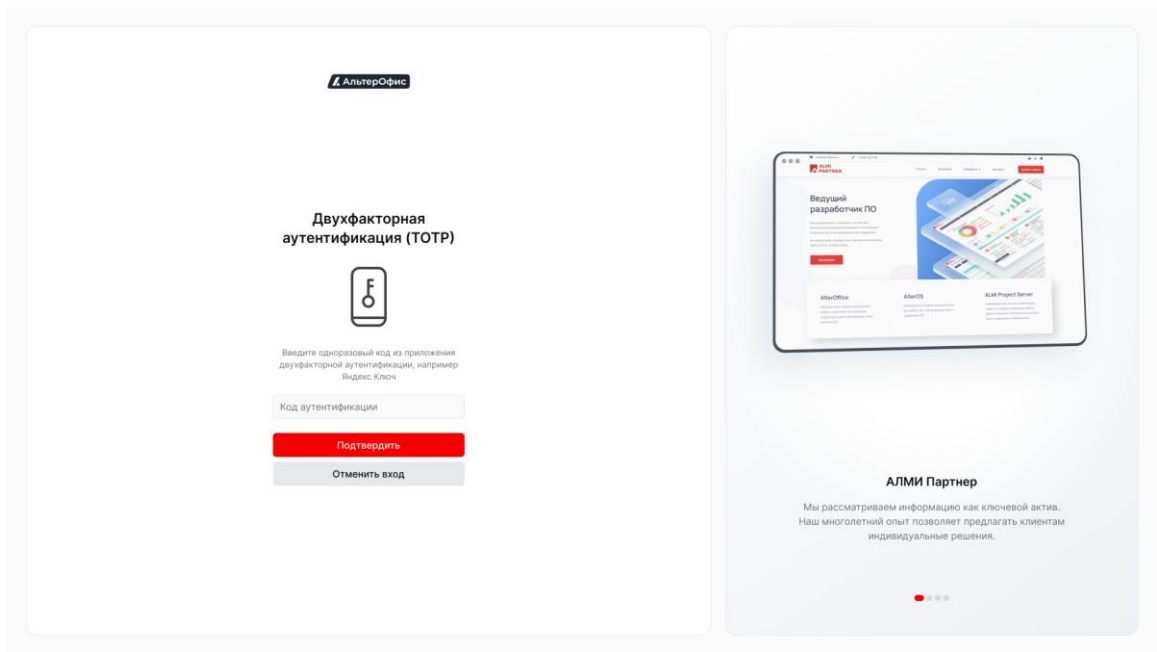 АльтерОфис
Двухфакторная
аутентификация (TOTP)
Введите одноразовый код из приложения
двухфакторной аутентификации, например
Яндекс Ключ
Код аутентификации
Подтвердить
Отменить вход
ALMI
PARTNER
Ведущий
разработчик ПО
AlterOffice
AlterOS
ALMI Project Server
АЛМИ Партнер
Мы рассматриваем информацию как ключевой актив.
Наш многолетний опыт позволяет предлагать клиентам
индивидуальные решения.